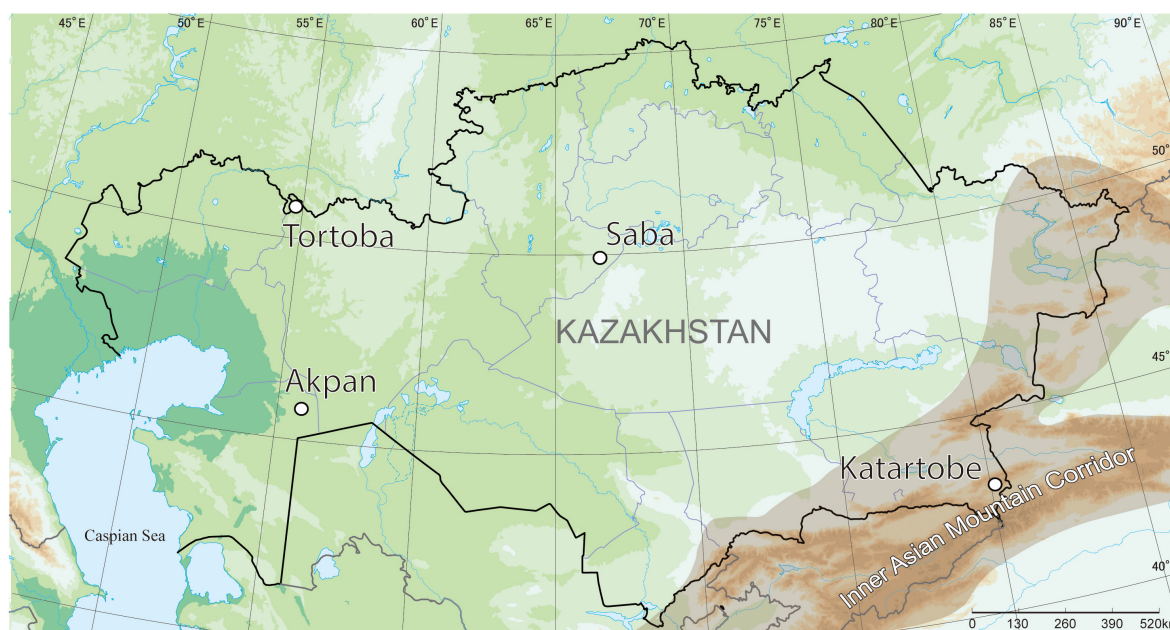 45° E 50° E 55° E 60° E 65° E 70° E 75° E 80° E 85° E 90° E
50° N
Tortoba
Saba
KAZAKHSTAN
45° N
Akpan
Katartobe
Inner Asian Mountain Corridor
Caspian Sea
40° N
0 130 260 390 520km